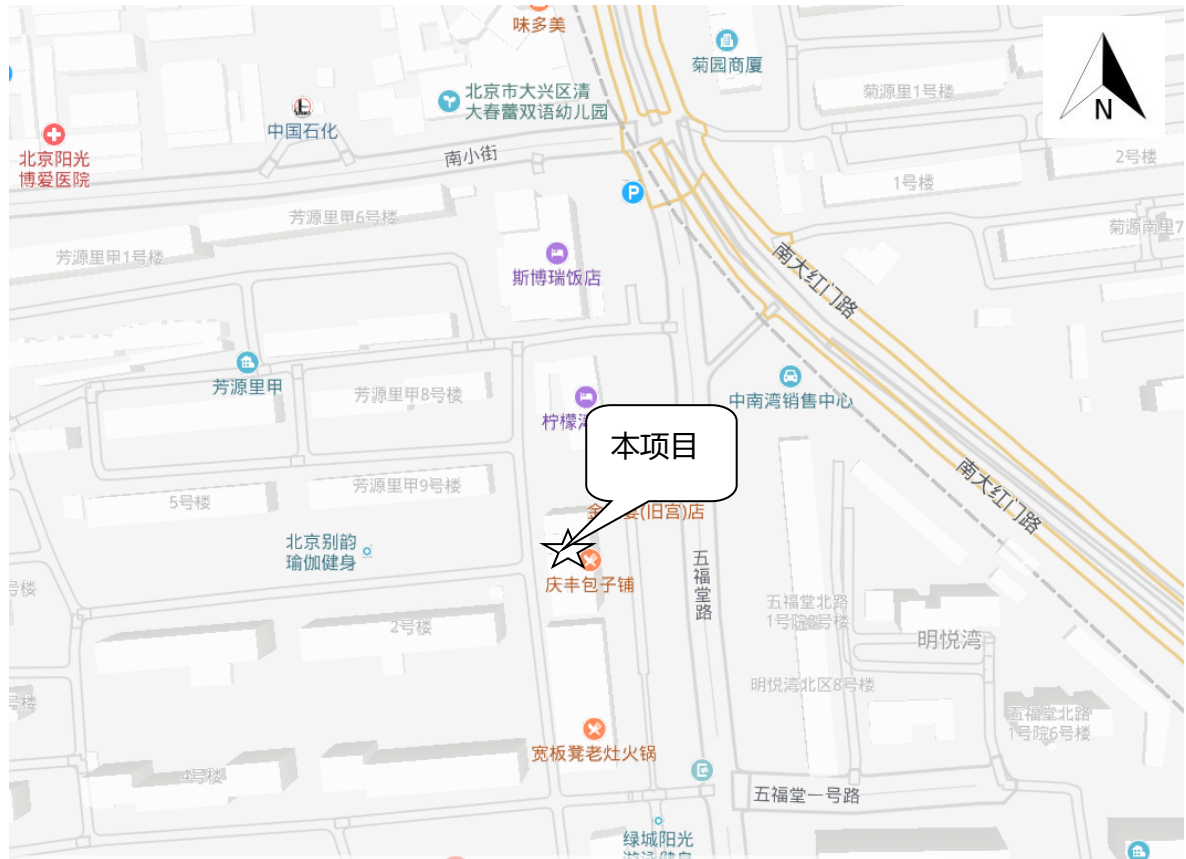 味多美
菊园商厦
北京市大兴区清
大春蕾双语幼儿园
菊源里1号楼
N
中国石化
北京阳光
博爱医院
南小街
2号楼
1号楼
P
芳源里甲6号楼
菊源南里7
芳源里甲1号楼
斯博瑞饭店
南大红门路
芳源里甲
芳源里甲8号楼
中南湾销售中心
柠檬
本项目
芳源里甲9号楼
5号楼
南大红门路
(旧宫)店
北京别韵
瑜伽健身
庆丰包子铺
五福堂路
号楼
五福堂北路
2号楼
明悦湾
明悦湾北区8号楼
号楼
五福堂北路
1号院6号楼
宽板凳老灶火锅
4号楼
五福堂一号路
绿城阳光